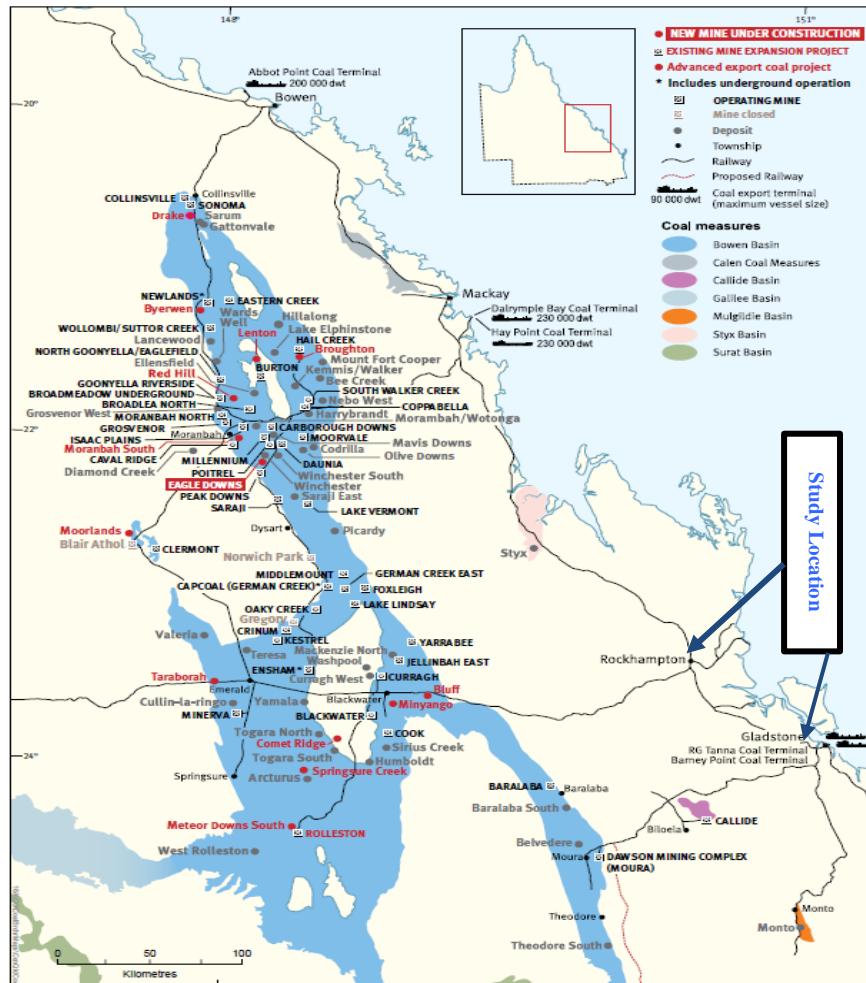 148°
151°
20°
22°
24°
Abbot Point Coal Terminal
200 000 dwt
Bowen
NEW MINE UNDER CONSTRUCTION
EXISTING MINE EXPANSION PROJECT
Advanced export coal project
* Includes underground operation
OPERATING MINE
Mine closed
Deposit
Township
Railway
Proposed Railway
Coal export terminal
(maximum vessel size)
90 000 dwt
Coal measures
Bowen Basin
Calen Coal Measures
Callide Basin
Galilee Basin
Mulgildie Basin
Styx Basin
Surat Basin
COLLINSVILLE
Collinsville
SONOMA
Drake
Sarum
Gattonvale
Mackay
Dalrymple Bay Coal Terminal
230 000 dwt
Hay Point Coal Terminal
230 000 dwt
NEWLANDS*
EASTERN CREEK
Byerwen
Wards
Well
Hillalong
WOLLOMBI/SUTTOR CREEK
Lenton
Lake Elphinstone
Lancewood
HAIL CREEK
NORTH GOONYELLA/EAGLEFIELD
Broughton
Ellensfield
BURTON
Mount Fort Cooper
Red Hill
Kemmis/Walker
GOONYELLA RIVERSIDE
Bee Creek
BROADMEADOW UNDERGROUND
SOUTH WALKER CREEK
BROADLEA NORTH
Nebo West
COPPABELLA
Grosvenor West
MORANBAH NORTH
Harrybrandt
Morambah/Wotonga
GROSVENOR
CARBOROUGH DOWNS
ISAAC PLAINS
Moranbah
MOORVALE
Mavis Downs
Moranbah South
Codrilla
Olive Downs
CAVAL RIDGE
MILLENNIUM
DAUNIA
Diamond Creek
POITREL
Winchester South
EAGLE DOWNS
Winchester
PEAK DOWNS
Saraji East
SARAJI
LAKE VERMONT
Moorlands
Dysart
Picardy
Blair Athol
CLERMONT
Norwich Park
Styx
MIDDLEMOUNT
GERMAN CREEK EAST
CAPCOAL (GERMAN CREEK)*
FOXLEIGH
OAKY CREEK
LAKE LINDSAY
Gregory
CRINUM
Valeria
KESTREL
YARRABEE
Teresa
Mackenzie North
Washpool
JELLINBAH EAST
ENSHAM*
Curragh West
CURRAGH
Taraborah
Emerald
Bluff
Cullin-la-ringo
Yamala
Blackwater
Minyango
MINERVA
BLACKWATER
Togara North
COOK
Comet Ridge
Sirius Creek
Togara South
Humboldt
Springsure
Springsure Creek
Arcturus
Meteor Downs South
ROLLESTON
West Rolleston
Study Location
Rockhampton
Gladstone
RG Tanna Coal Terminal
Barney Point Coal Terminal
BARALABA
Baralaba
Baralaba South
CALLIDE
Biloela
Belvedere
Moura
DAWSON MINING COMPLEX
(MOURA)
Theodore
Theodore South
Monto
Monto
0
50
100
Kilometres